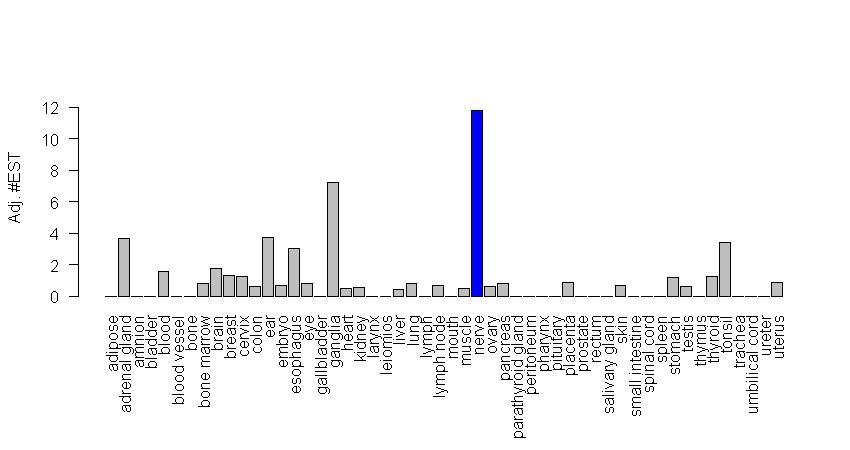 Adj. #EST
12
10
8
6
4
2
0
adipose
adrenal gland
amnion
bladder
blood
blood vessel
bone
bone marrow
brain
breast
cervix
colon
ear
embryo
esophagus
eye
gallbladder
ganglia
heart
kidney
larynx
leiomios
liver
lung
lymph
lymph node
mouth
muscle
nerve
ovary
pancreas
parathyroid gland
peritoneum
pharynx
pituitary
placenta
prostate
rectum
salivary gland
skin
small intestine
spinal cord
spleen
stomach
testis
thymus
thyroid
tonsil
trachea
umbilical cord
ureter
uterus